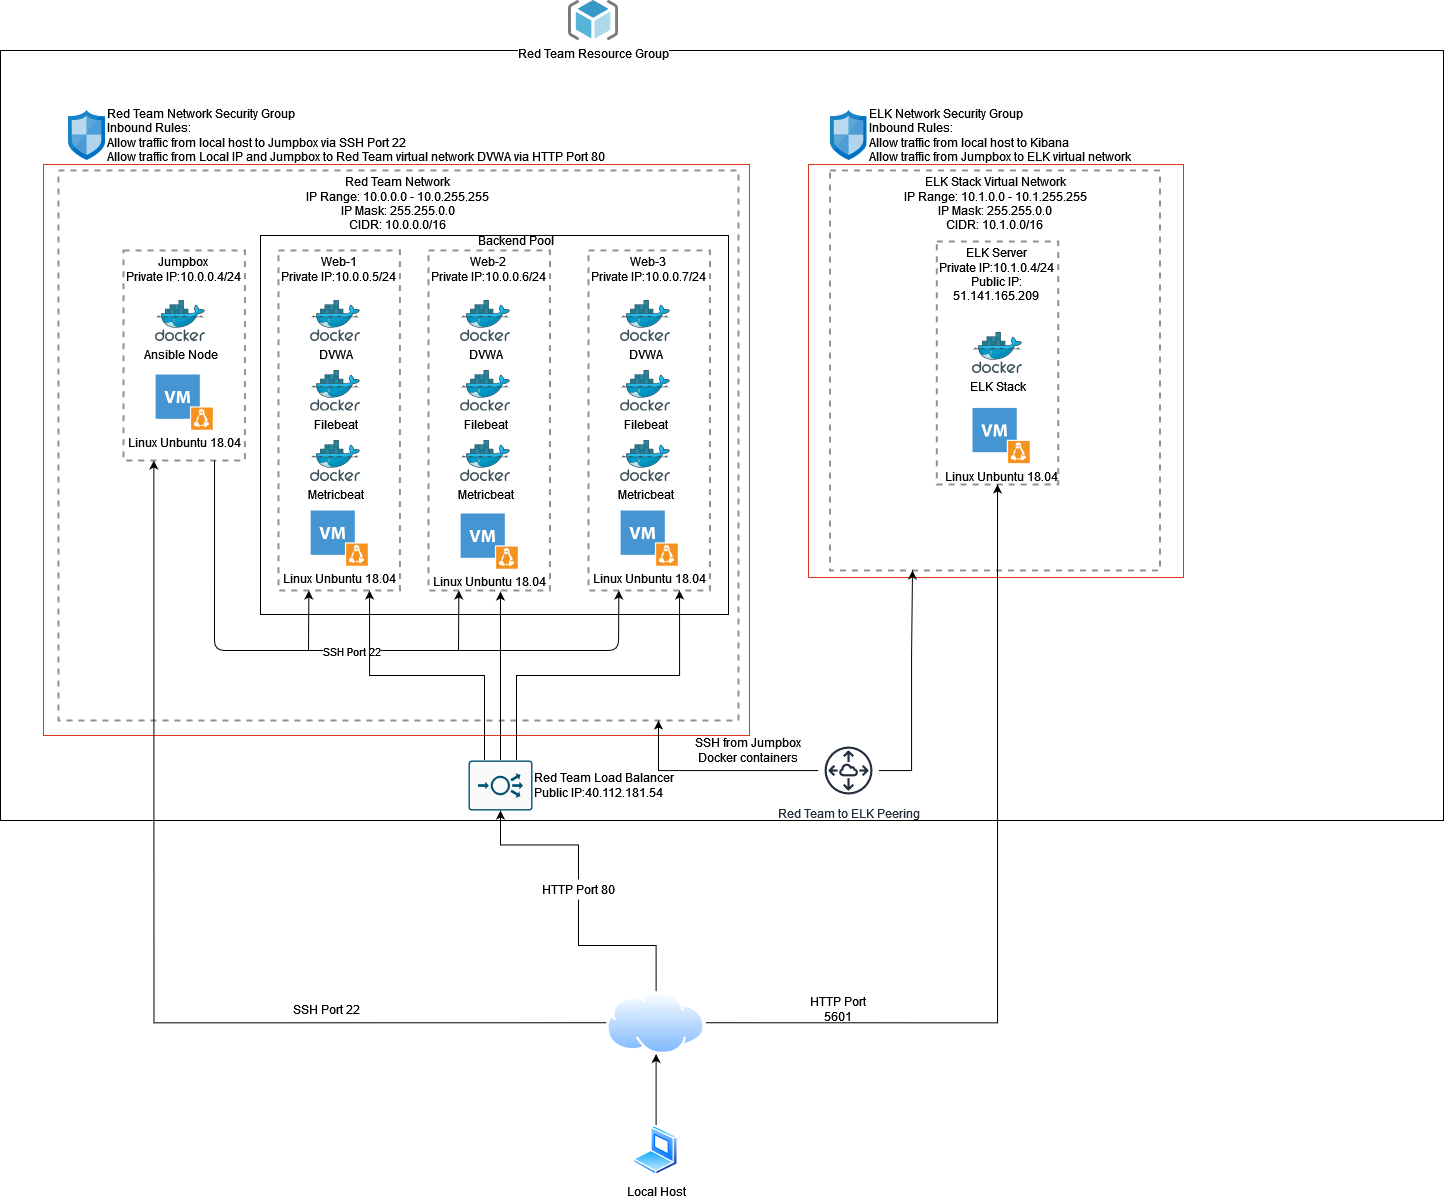 Red Team Resource Group
Red Team Network Security Group
Inbound Rules:
Allow traffic from local host to Jumpbox via SSH Port 22
Allow traffic from Local IP and Jumpbox to Red Team virtual network DVWA via HTTP Port 80
ELK Network Security Group
Inbound Rules:
Allow traffic from local host to Kibana
Allow traffic from Jumpbox to ELK virtual network
Red Team Network
IP Range: 10.0.0.0 - 10.0.255.255
IP Mask: 255.255.0.0
CIDR: 10.0.0.0/16
Backend Pool
Jumpbox
Private IP:10.0.0.4/24
docker
Ansible Node
VM
Linux Unbuntu 18.04
Web-1
Private IP:10.0.0.5/24
docker
DVWA
docker
Filebeat
docker
Metricbeat
VM
Linux Unbuntu 18.04
Web-2
Private IP:10.0.0.6/24
docker
DVWA
docker
Filebeat
docker
Metricbeat
VM
Linux Unbuntu 18.04
Web-3
Private IP:10.0.0.7/24
docker
DVWA
docker
Filebeat
docker
Metricbeat
VM
Linux Unbuntu 18.04
SSH Port 22
ELK Stack Virtual Network
IP Range: 10.1.0.0 - 10.1.255.255
IP Mask: 255.255.0.0
CIDR: 10.1.0.0/16
ELK Server
Private IP:10.1.0.4/24
Public IP:
51.141.165.209
docker
ELK Stack
VM
Linux Unbuntu 18.04
SSH from Jumpbox
Docker containers
Red Team Load Balancer
Public IP:40.112.181.54
Red Team to ELK Peering
HTTP Port 80
SSH Port 22
HTTP Port
5601
Local Host